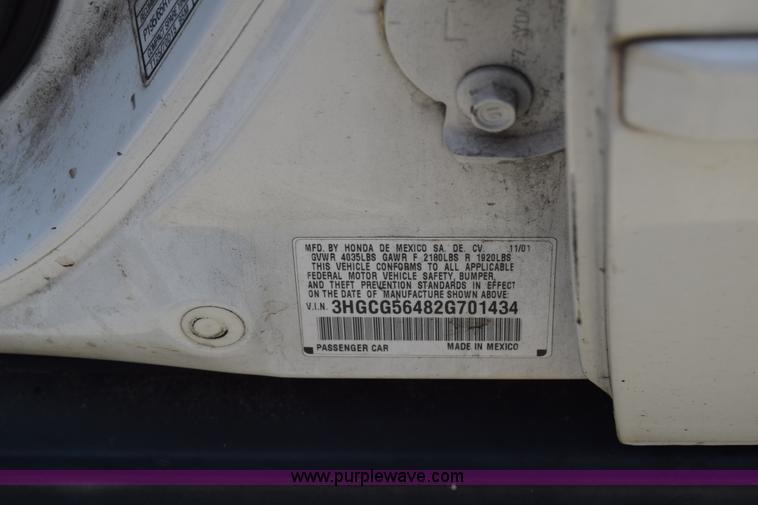 MFD. BY HONDA DE MEXICO SA. DE. CV. 11/01
GVWR 4035LBS GAWR F 2180LBS R 1920LBS
THIS VEHICLE CONFORMS TO ALL APPLICABLE
FEDERAL MOTOR VEHICLE SAFETY, BUMPER,
AND THEFT PREVENTION STANDARDS IN EFFECT
ON THE DATE OF MANUFACTURE SHOWN ABOVE.
V.I.N. 3HGCG56482G701434
PASSENGER CAR MADE IN MEXICO
www.purplewave.com